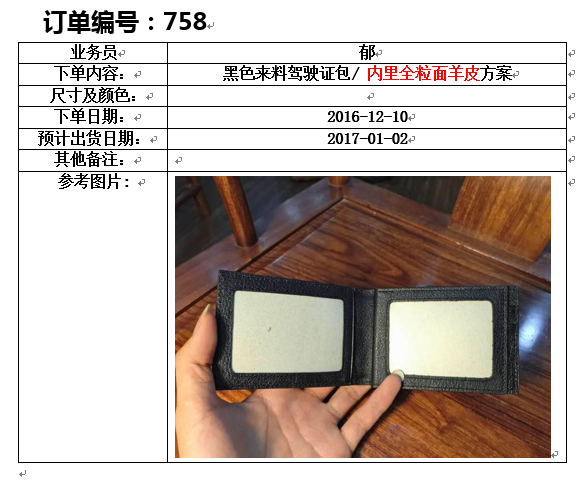 订单编号：758
业务员
郁
下单内容：
黑色来料驾驶证包/ 内里全粒面羊皮方案
尺寸及颜色：
下单日期：
2016-12-10
预计出货日期：
2017-01-02
其他备注：
参考图片：